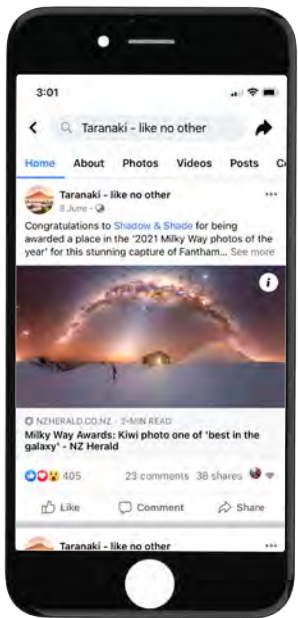 3:01
Taranaki - like no other
Home About Photos Videos Posts
Taranaki - like no other
8 June
Congratulations to Shadow & Shade for being
awarded a place in the '2021 Milky Way photos of the
year' for this stunning capture of Fantham... See more
NZHERALD.CO.NZ · 2-MIN READ
Milky Way Awards: Kiwi photo one of 'best in the
galaxy' - NZ Herald
405 23 comments 38 shares
Like Comment Share
Taranaki - like no other